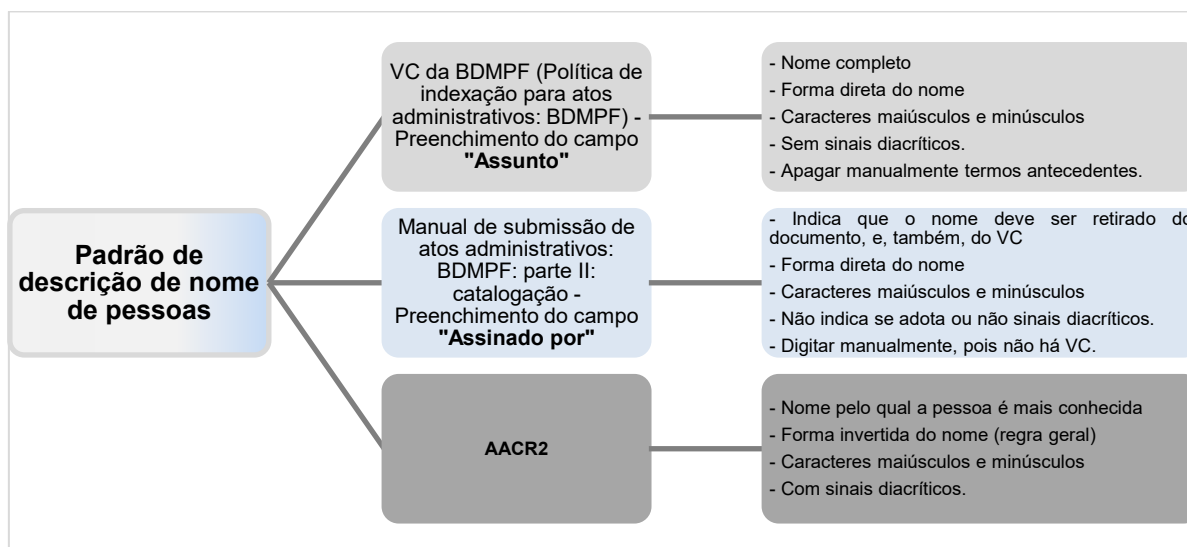 Padrão de
descrição de nome
de pessoas
VC da BDMPF (Política de
indexação para atos
administrativos: BDMPF) -
Preenchimento do campo
"Assunto"
- Nome completo
- Forma direta do nome
- Caracteres maiúsculos e minúsculos
- Sem sinais diacríticos.
- Apagar manualmente termos antecedentes.
Manual de submissão de
atos administrativos:
BDMPF: parte II:
catalogação -
Preenchimento do campo
"Assinado por"
- Indica que o nome deve ser retirado do
documento, e, também, do VC
- Forma direta do nome
- Caracteres maiúsculos e minúsculos
- Não indica se adota ou não sinais diacríticos.
- Digitar manualmente, pois não há VC.
AACR2
- Nome pelo qual a pessoa é mais conhecida
- Forma invertida do nome (regra geral)
- Caracteres maiúsculos e minúsculos
- Com sinais diacríticos.